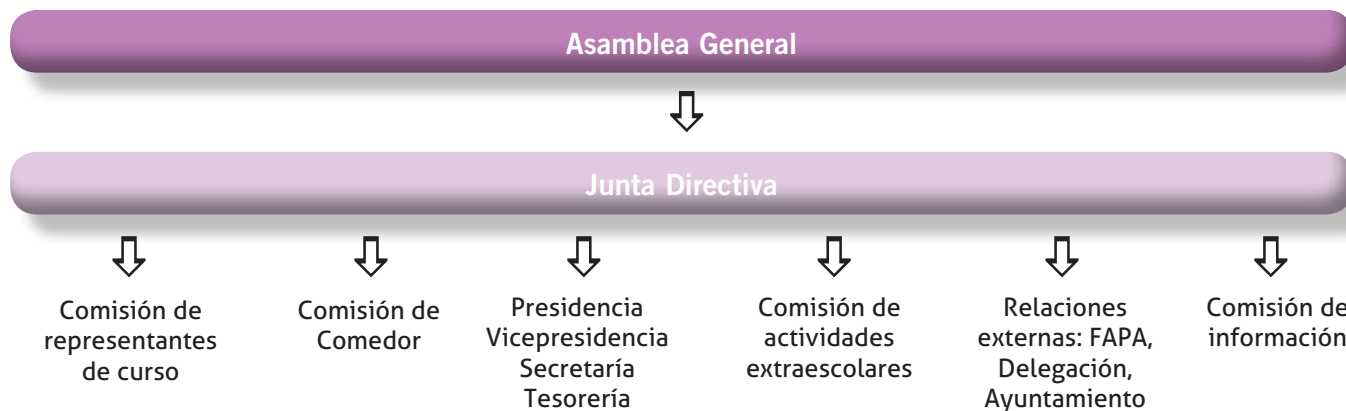 Asamblea General
Junta Directiva
Comisión de
representantes
de curso
Comisión de
Comedor
Presidencia
Vicepresidencia
Secretaría
Tesorería
Comisión de
actividades
extraescolares
Relaciones
externas: FAPA,
Delegación,
Ayuntamiento
Comisión de
información